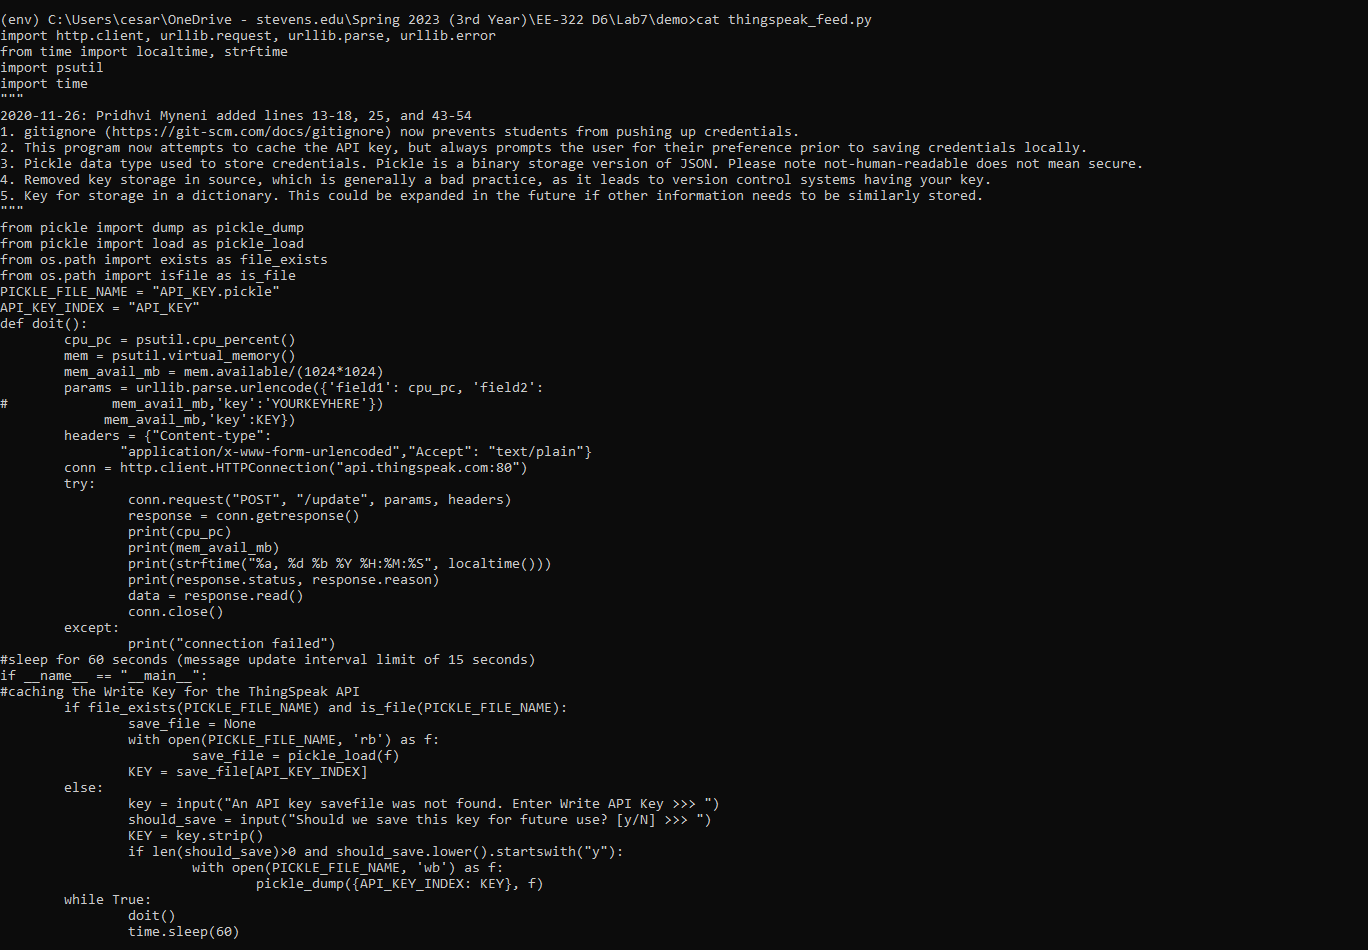 (env) C:\Users\cesar\OneDrive - stevens.edu\Spring 2023 (3rd Year)\EE-322 D6\Lab7\demo>cat thingspeak_feed.py
import http.client, urllib.request, urllib.parse, urllib.error
from time import localtime, strftime
import psutil
import time
"""
2020-11-26: Pridhvi Myneni added lines 13-18, 25, and 43-54
1. gitignore (https://git-scm.com/docs/gitignore) now prevents students from pushing up credentials.
2. This program now attempts to cache the API key, but always prompts the user for their preference prior to saving credentials locally.
3. Pickle data type used to store credentials. Pickle is a binary storage version of JSON. Please note not-human-readable does not mean secure.
4. Removed key storage in source, which is generally a bad practice, as it leads to version control systems having your key.
5. Key for storage in a dictionary. This could be expanded in the future if other information needs to be similarly stored.
"""
from pickle import dump as pickle_dump
from pickle import load as pickle_load
from os.path import exists as file_exists
from os.path import isfile as is_file
PICKLE_FILE_NAME = "API_KEY.pickle"
API_KEY_INDEX = "API_KEY"
def doit():
        cpu_pc = psutil.cpu_percent()
        mem = psutil.virtual_memory()
        mem_avail_mb = mem.available/(1024*1024)
        params = urllib.parse.urlencode({'field1': cpu_pc, 'field2':
#             mem_avail_mb,'key':'YOURKEYHERE'})
             mem_avail_mb,'key':KEY})
        headers = {"Content-type":
               "application/x-www-form-urlencoded","Accept": "text/plain"}
        conn = http.client.HTTPConnection("api.thingspeak.com:80")
        try:
                conn.request("POST", "/update", params, headers)
                response = conn.getresponse()
                print(cpu_pc)
                print(mem_avail_mb)
                print(strftime("%a, %d %b %Y %H:%M:%S", localtime()))
                print(response.status, response.reason)
                data = response.read()
                conn.close()
        except:
                print("connection failed")
#sleep for 60 seconds (message update interval limit of 15 seconds)
if __name__ == "__main__":
#caching the Write Key for the ThingSpeak API
        if file_exists(PICKLE_FILE_NAME) and is_file(PICKLE_FILE_NAME):
                save_file = None
                with open(PICKLE_FILE_NAME, 'rb') as f:
                        save_file = pickle_load(f)
                KEY = save_file[API_KEY_INDEX]
        else:
                key = input("An API key savefile was not found. Enter Write API Key >>> ")
                should_save = input("Should we save this key for future use? [y/N] >>> ")
                KEY = key.strip()
                if len(should_save)>0 and should_save.lower().startswith("y"):
                        with open(PICKLE_FILE_NAME, 'wb') as f:
                                pickle_dump({API_KEY_INDEX: KEY}, f)
        while True:
                doit()
                time.sleep(60)